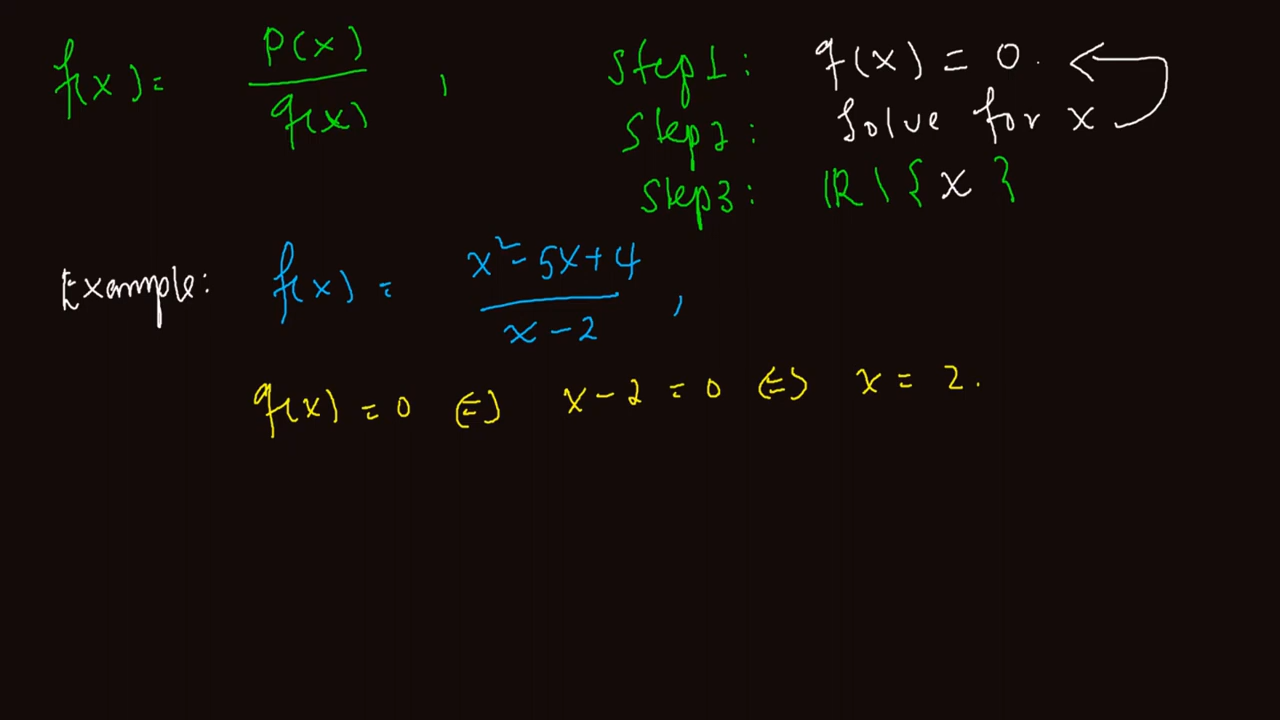 f(x) = P(x) / q(x) ,
Step1: q(x) = 0.
Step2: Solve for x
Step3: ℝ \ { x }
Example: f(x) = x² - 5x + 4 / x - 2 ,
q(x) = 0 ⇔ x - 2 = 0 ⇔ x = 2.